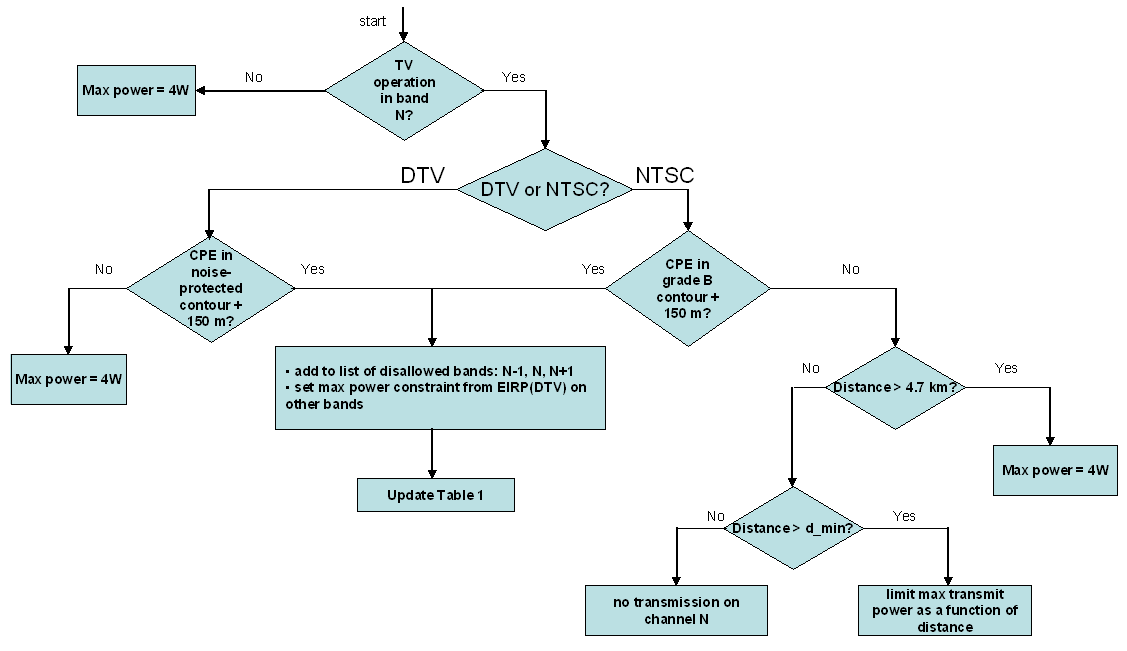 start
TV
operation
in band
N?
No
Yes
Max power = 4W
DTV
DTV or NTSC?
NTSC
CPE in
noise-
protected
contour +
150 m?
No
Yes
CPE in
grade B
contour +
150 m?
Yes
No
Max power = 4W
• add to list of disallowed bands: N-1, N, N+1
• set max power constraint from EIRP(DTV) on
other bands
Update Table 1
Distance > 4.7 km?
No
Yes
Max power = 4W
Distance > d_min?
No
Yes
no transmission on
channel N
limit max transmit
power as a function of
distance